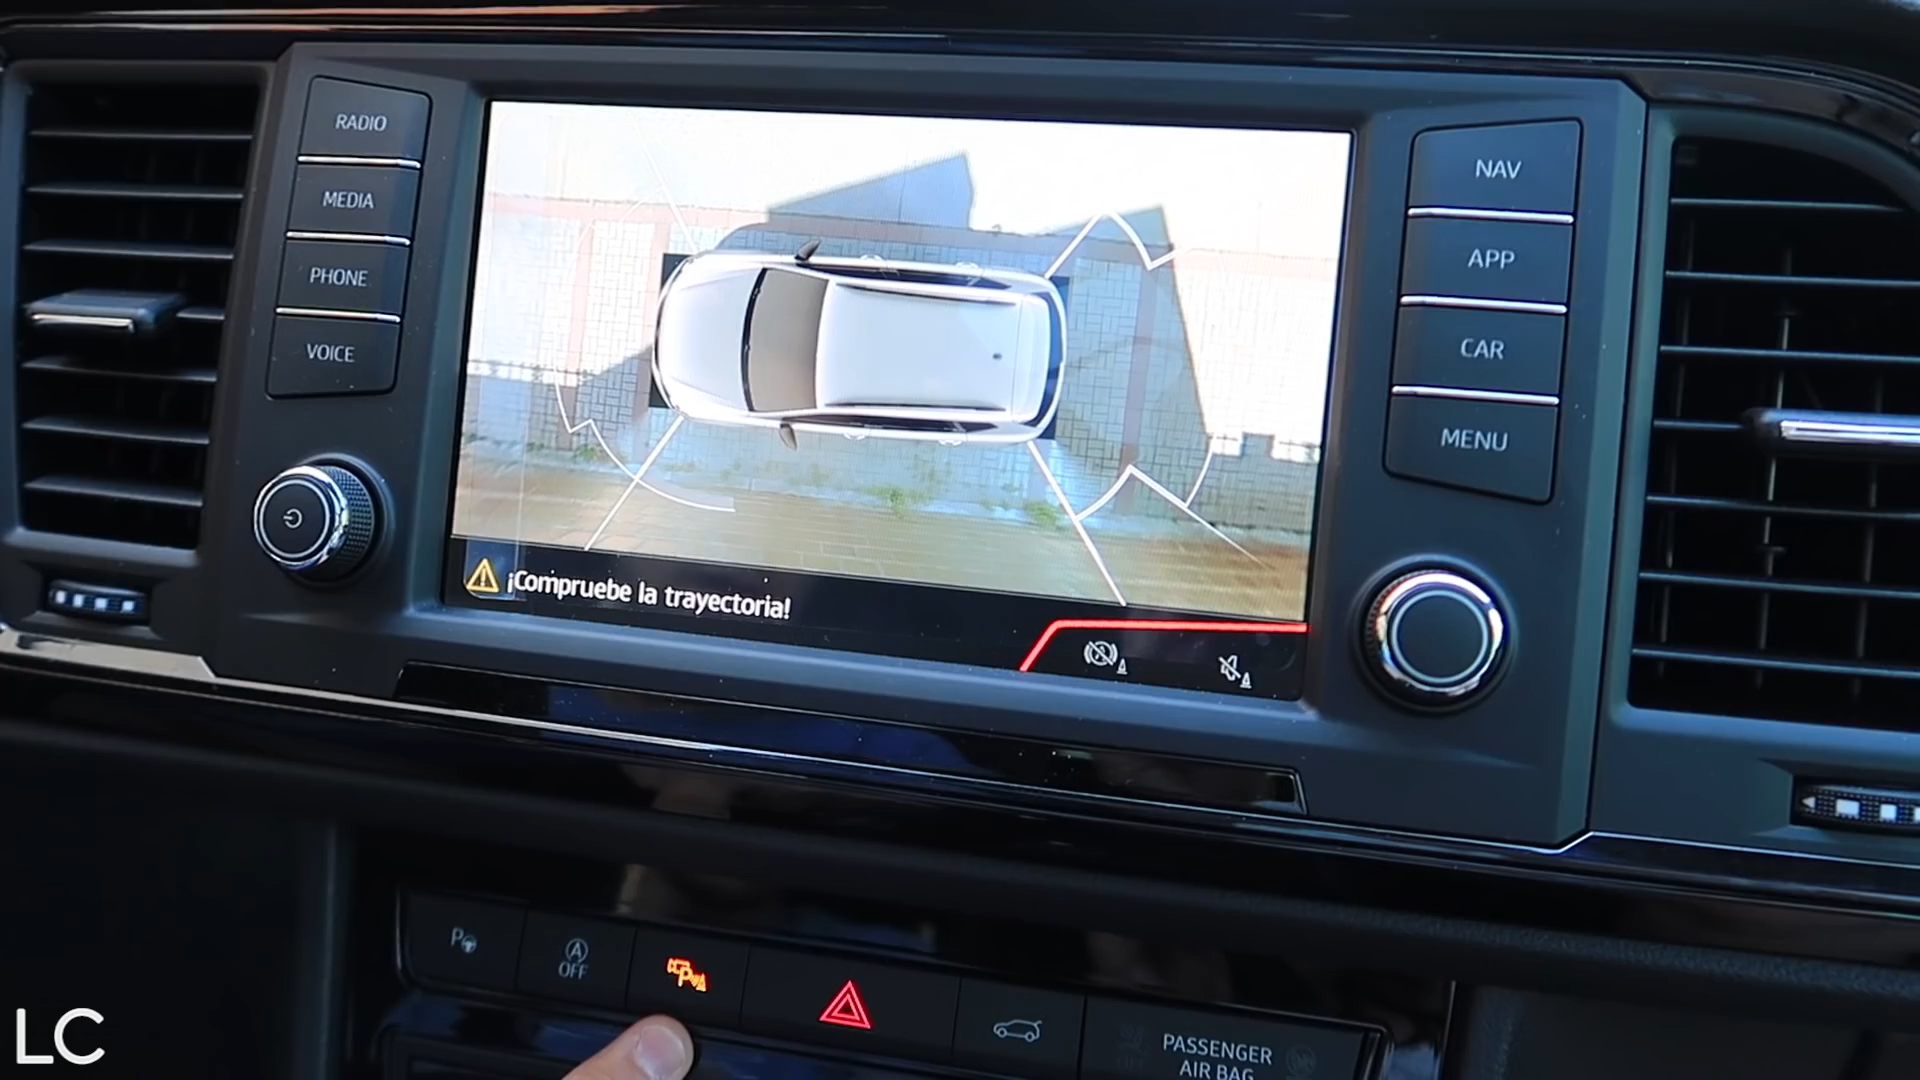 RADIO
MEDIA
PHONE
VOICE
NAV
APP
CAR
MENU
¡Compruebe la trayectoria!
P
A
OFF
P
PASSENGER
AIR BAG
LC